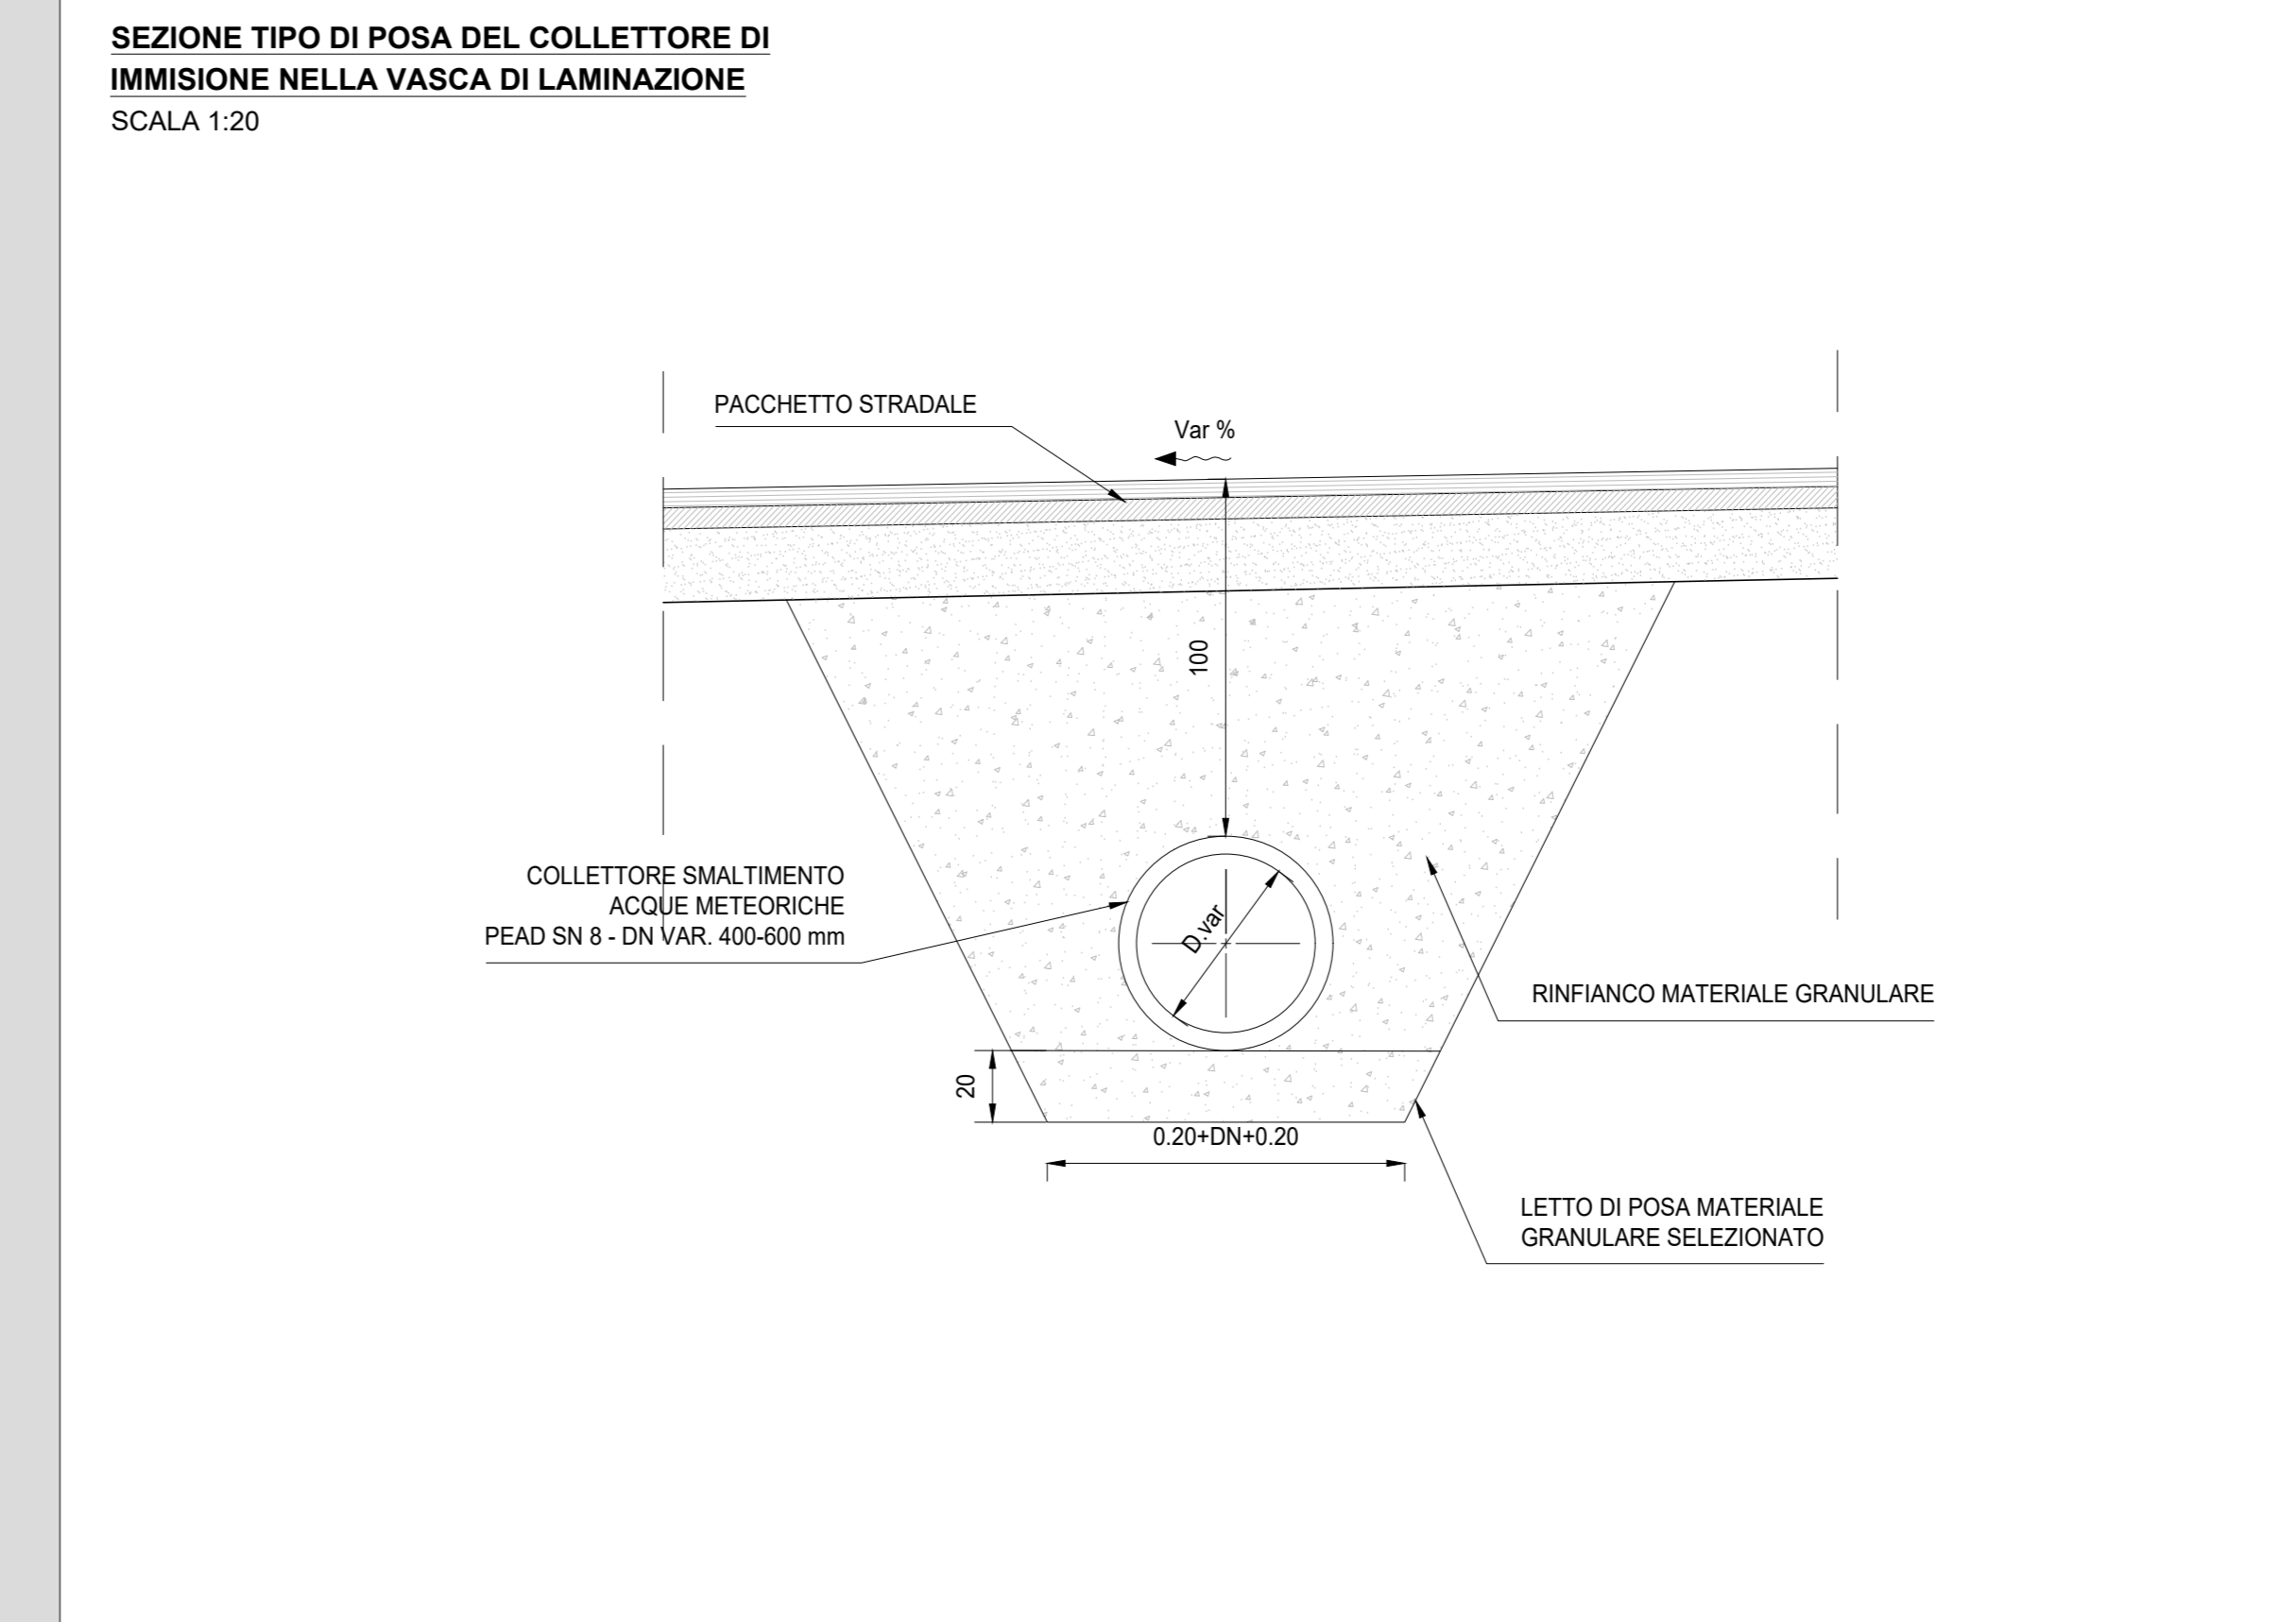 SEZIONE TIPO DI POSA DEL COLLETTORE DI
IMMISIONE NELLA VASCA DI LAMINAZIONE
SCALA 1:20
PACCHETTO STRADALE
Var %
100
COLLETTORE SMALTIMENTO
ACQUE METEORICHE
PEAD SN 8 - DN VAR. 400-600 mm
D.var
RINFIANCO MATERIALE GRANULARE
20
0.20+DN+0.20
LETTO DI POSA MATERIALE
GRANULARE SELEZIONATO